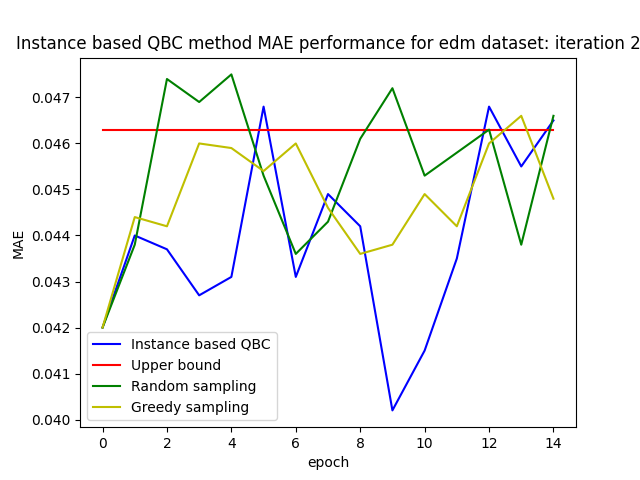 Instance based QBC method MAE performance for edm dataset: iteration 2
0.047
0.046
0.045
0.044
0.043
0.042
0.041
0.040
MAE
Instance based QBC
Upper bound
Random sampling
Greedy sampling
0 2 4 6 8 10 12 14
epoch